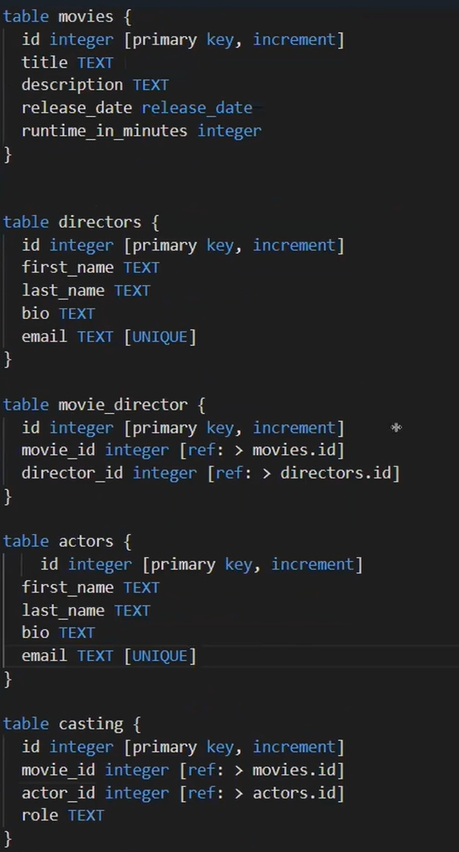 table movies {
id integer [primary key, increment]
title TEXT
description TEXT
release_date release_date
runtime_in_minutes integer
}
table directors {
id integer [primary key, increment]
first_name TEXT
last_name TEXT
bio TEXT
email TEXT [UNIQUE]
}
table movie_director {
id integer [primary key, increment]
movie_id integer [ref: > movies.id]
director_id integer [ref: > directors.id]
}
table actors {
id integer [primary key, increment]
first_name TEXT
last_name TEXT
bio TEXT
email TEXT [UNIQUE]
}
table casting {
id integer [primary key, increment]
movie_id integer [ref: > movies.id]
actor_id integer [ref: > actors.id]
role TEXT
}